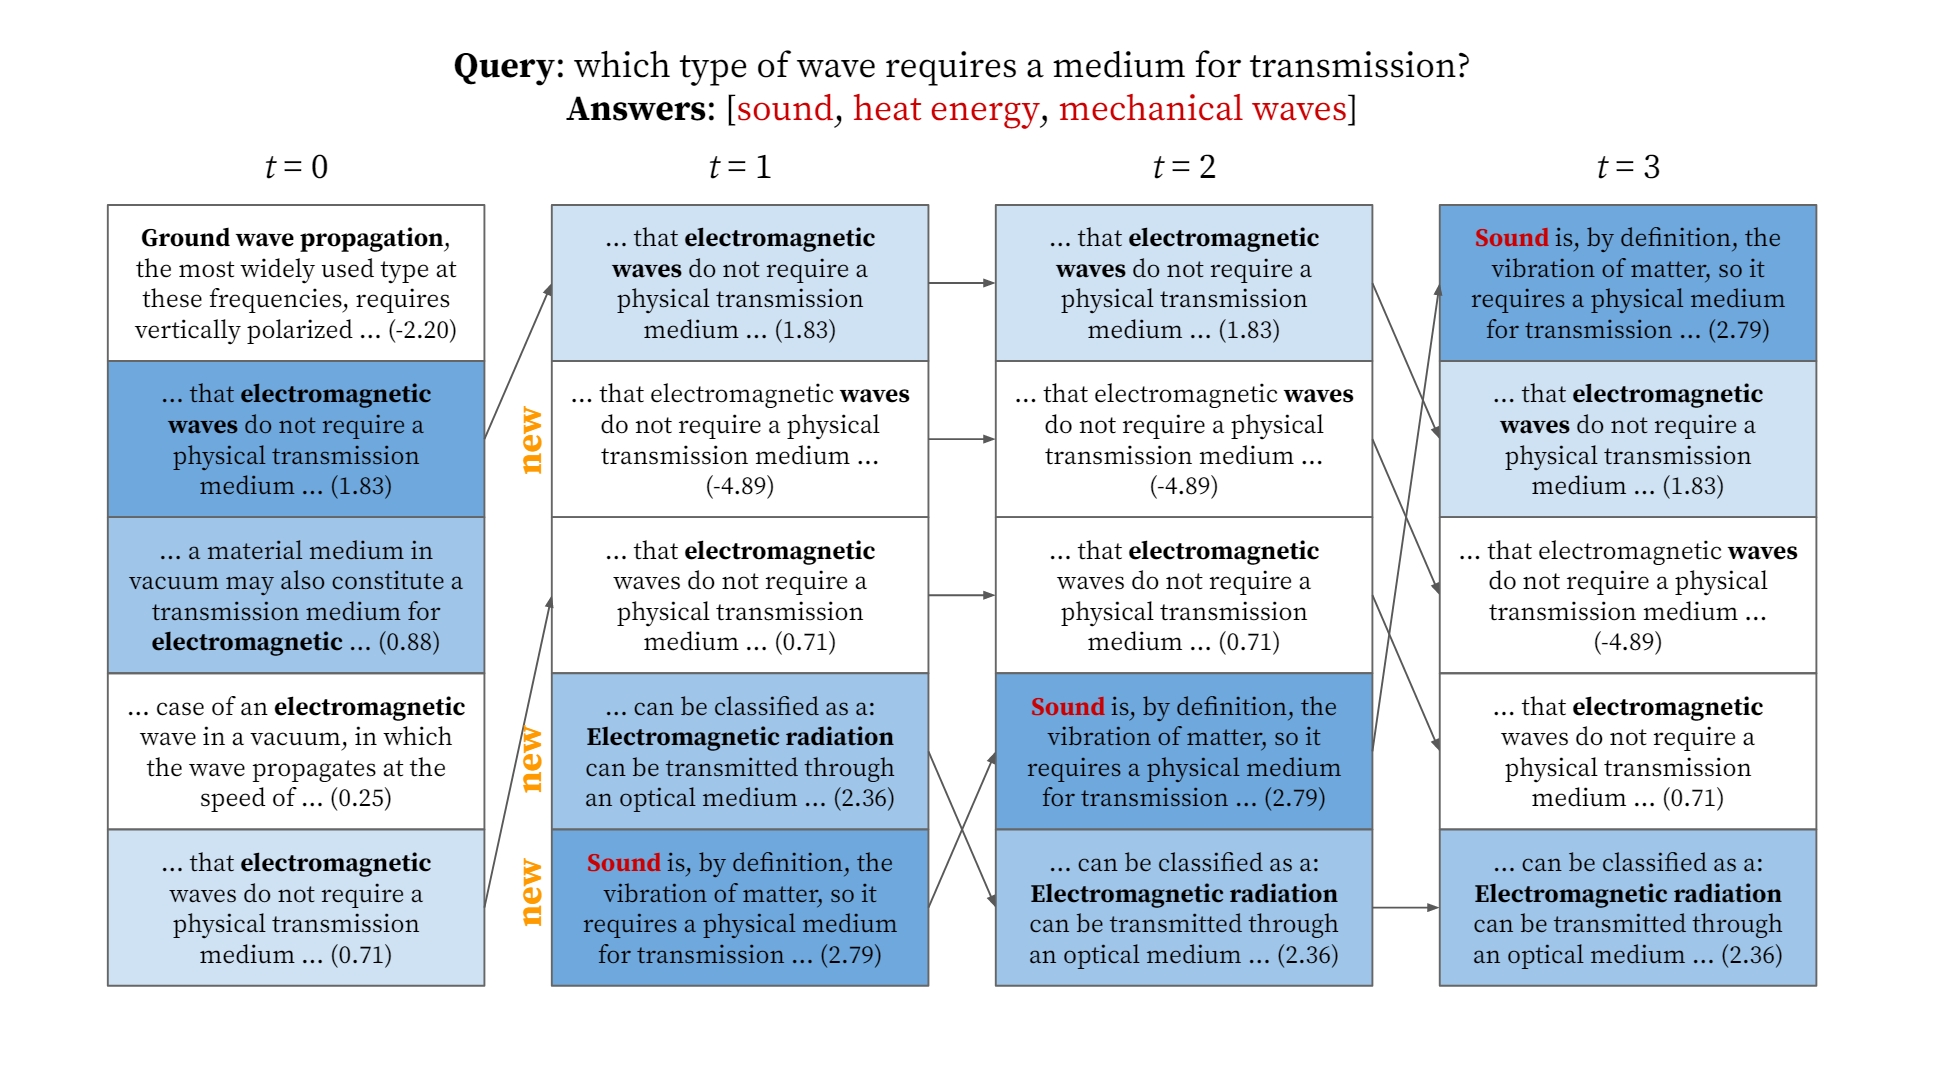 Query: which type of wave requires a medium for transmission?
Answers: [sound, heat energy, mechanical waves]
t = 0
Ground wave propagation,
the most widely used type at
these frequencies, requires
vertically polarized ... (-2.20)
... that electromagnetic
waves do not require a
physical transmission
medium ... (1.83)
... a material medium in
vacuum may also constitute a
transmission medium for
electromagnetic ... (0.88)
... case of an electromagnetic
wave in a vacuum, in which
the wave propagates at the
speed of ... (0.25)
... that electromagnetic
waves do not require a
physical transmission
medium ... (0.71)
t = 1
... that electromagnetic
waves do not require a
physical transmission
medium ... (1.83)
new
... that electromagnetic waves
do not require a physical
transmission medium ...
(-4.89)
... that electromagnetic
waves do not require a
physical transmission
medium ... (0.71)
new
... can be classified as a:
Electromagnetic radiation
can be transmitted through
an optical medium ... (2.36)
new
Sound is, by definition, the
vibration of matter, so it
requires a physical medium
for transmission ... (2.79)
t = 2
... that electromagnetic
waves do not require a
physical transmission
medium ... (1.83)
... that electromagnetic waves
do not require a physical
transmission medium ...
(-4.89)
... that electromagnetic
waves do not require a
physical transmission
medium ... (0.71)
Sound is, by definition, the
vibration of matter, so it
requires a physical medium
for transmission ... (2.79)
... can be classified as a:
Electromagnetic radiation
can be transmitted through
an optical medium ... (2.36)
t = 3
Sound is, by definition, the
vibration of matter, so it
requires a physical medium
for transmission ... (2.79)
... that electromagnetic
waves do not require a
physical transmission
medium ... (1.83)
... that electromagnetic waves
do not require a physical
transmission medium ...
(-4.89)
... that electromagnetic
waves do not require a
physical transmission
medium ... (0.71)
... can be classified as a:
Electromagnetic radiation
can be transmitted through
an optical medium ... (2.36)